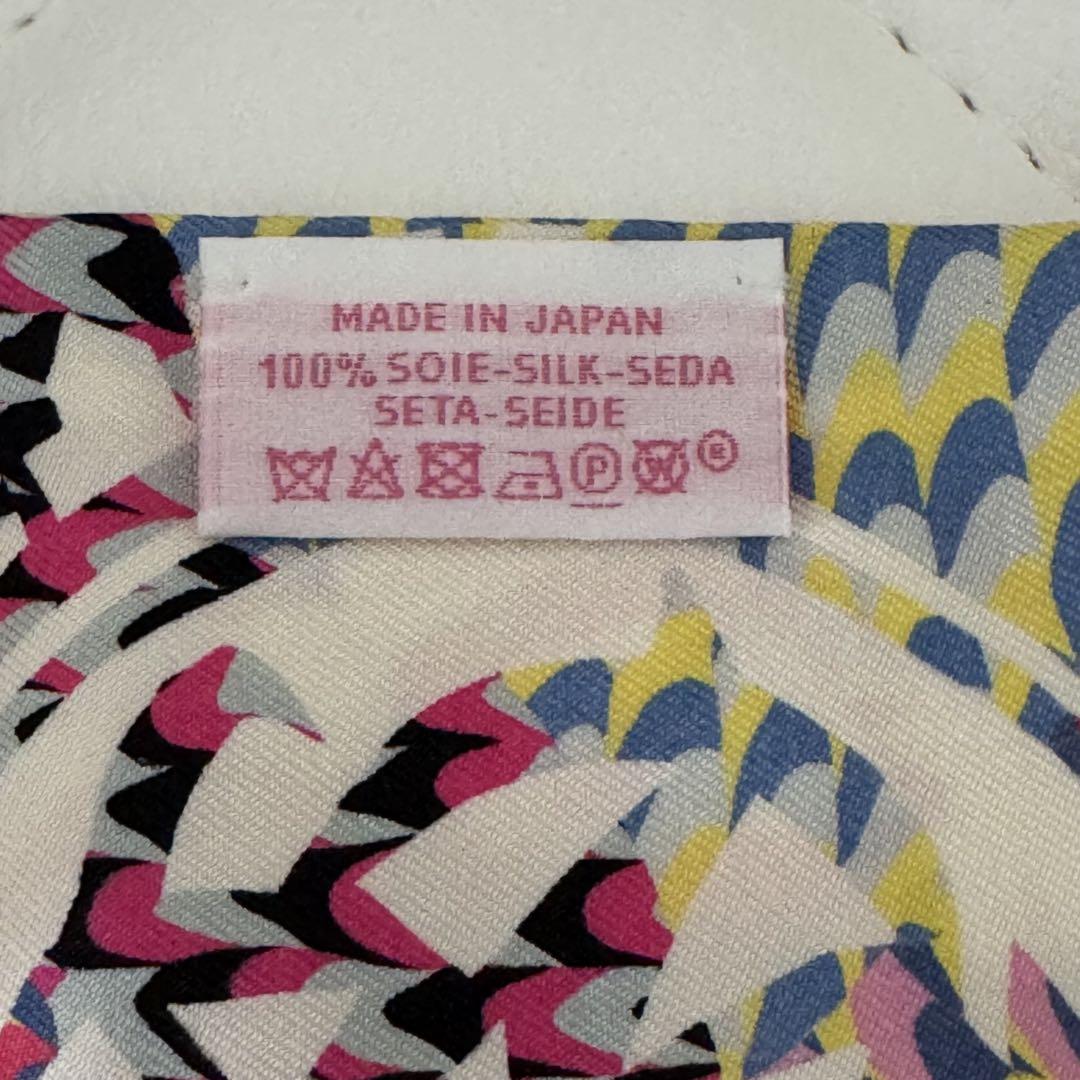 MADE IN JAPAN
100% SOIE-SILK-SEDA
SETA-SEIDE
P W ®